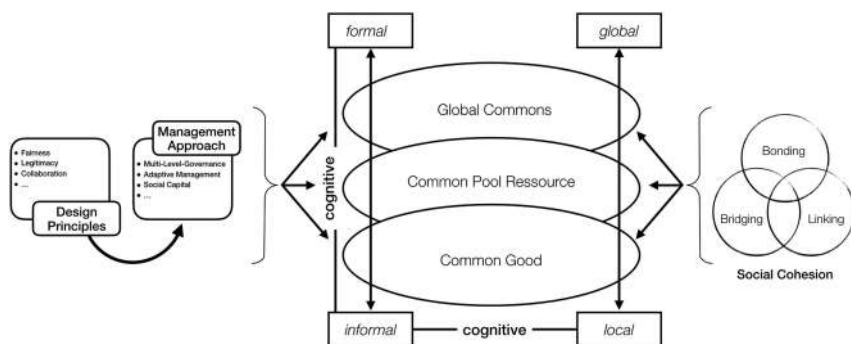 formal
global
Global Commons
Management
Approach
Fairness
Legitimacy
Collaboration
...
Multi-Level-Governance
Adaptive Management
Social Capital
...
Design
Principles
cognitive
Common Pool Ressource
Common Good
Bonding
Bridging
Linking
Social Cohesion
informal
cognitive
local